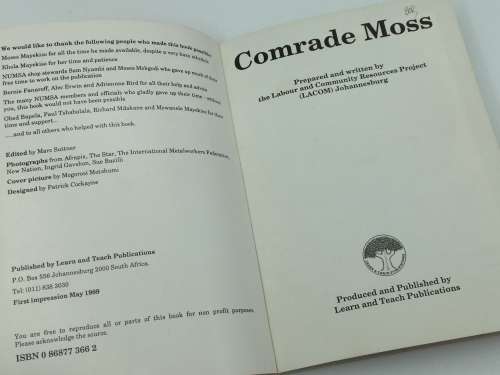 We would like to thank the following people who made this book possible:
Moses Mayekiso for all the time he made available, despite a very busy schedule
Khola Mayekiso for her time and patience
NUMSA shop stewards Sam Nyambi and Moses Mokgosi who gave up much of their
free time to work on the publication
Bernie Fanaroff, Alec Erwin and Adrienne Bird for all their help and advice
The many NUMSA members and officials who gladly gave up their time - without
you, this book would not have been possible
Obed Bapela, Paul Tshabalala, Richard Mdakane and Mzwanele Mayekiso for their
time and support...
....and to all others who helped with this book.
Edited by Marc Suttner
Photographs from Afrapix, The Star, The International Metalworkers Federation,
New Nation, Ingrid Gavshon, Sue Bazilli
Cover picture by Mogorosi Motshumi
Designed by Patrick Cockayne
Published by Learn and Teach Publications
P.O. Box 556 Johannesburg 2000 South Africa.
Tel: (011) 838 3030
First impression May 1989
You are free to reproduce all or parts of this book for non profit purposes.
Please acknowledge the source.
ISBN 0 86877 366 2
Comrade Moss
Prepared and written by
the Labour and Community Resources Project
(LACOM) Johannesburg
LEARN & TEACH PUBLICATIONS
Produced and Published by
Learn and Teach Publications